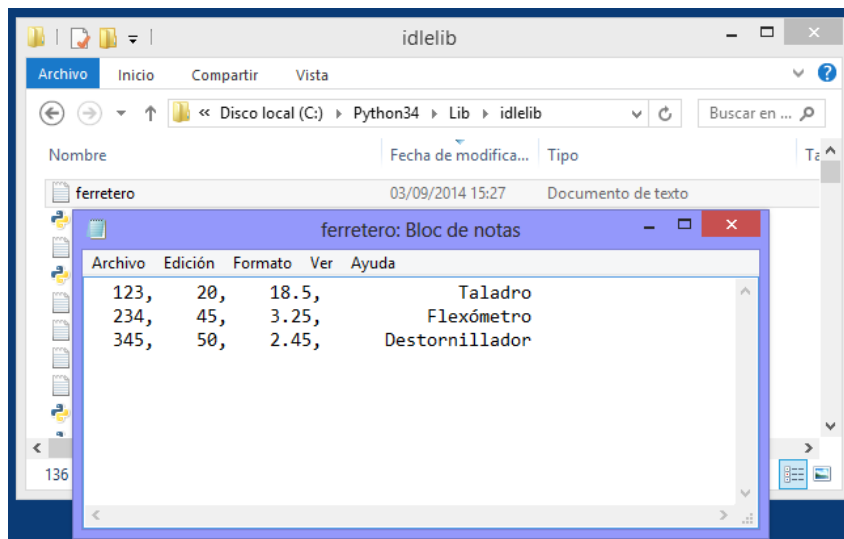 idlelib
Archivo Inicio Compartir Vista
« Disco local (C:) Python34 Lib idlelib Buscar en ...
Nombre Fecha de modifica... Tipo Ta
ferretero 03/09/2014 15:27 Documento de texto
ferretero: Bloc de notas
Archivo Edición Formato Ver Ayuda
123, 20, 18.5, Taladro
234, 45, 3.25, Flexómetro
345, 50, 2.45, Destornillador
136